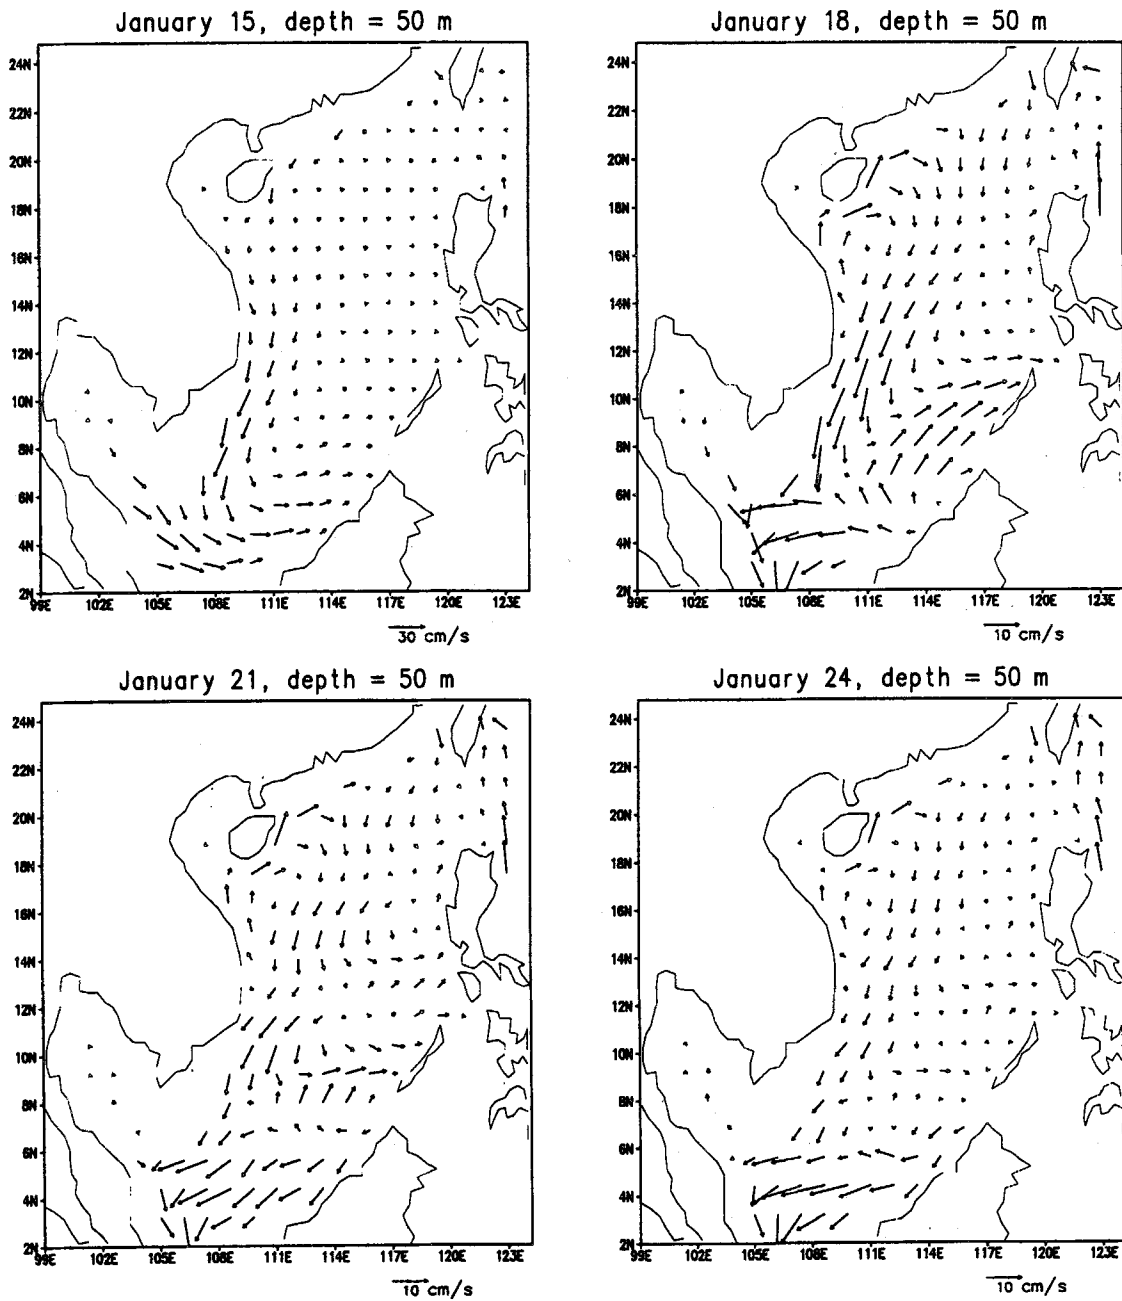 January 15, depth = 50 m
24N
22N
20N
18N
16N
14N
12N
10N
8N
6N
4N
2N
99E 102E 105E 108E 111E 114E 117E 120E 123E
30 cm/s
January 18, depth = 50 m
24N
22N
20N
18N
16N
14N
12N
10N
8N
6N
4N
2N
99E 102E 105E 108E 111E 114E 117E 120E 123E
10 cm/s
January 21, depth = 50 m
24N
22N
20N
18N
16N
14N
12N
10N
8N
6N
4N
2N
99E 102E 105E 108E 111E 114E 117E 120E 123E
10 cm/s
January 24, depth = 50 m
24N
22N
20N
18N
16N
14N
12N
10N
8N
6N
4N
2N
99E 102E 105E 108E 111E 114E 117E 120E 123E
10 cm/s